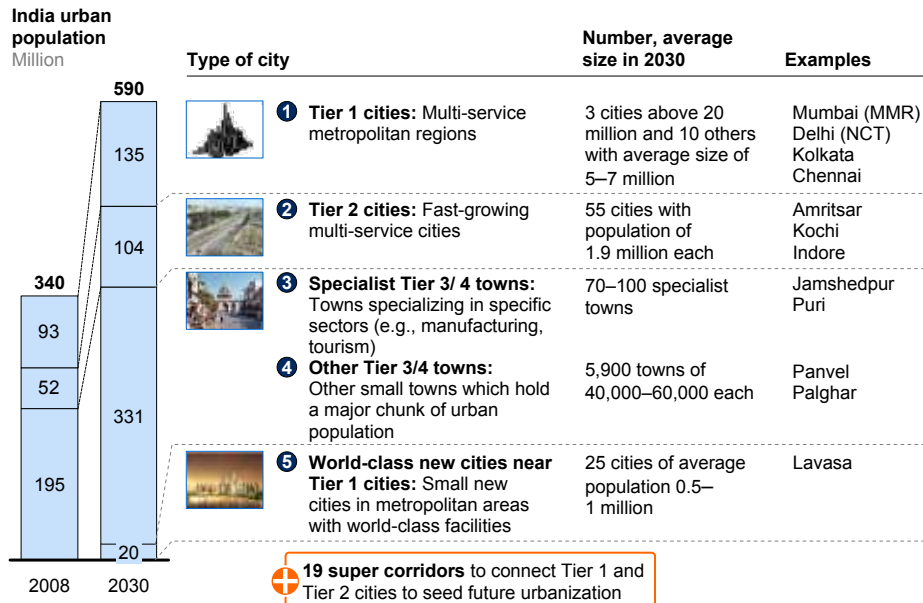 India urban
population
Million
Type of city
Number, average
size in 2030
Examples
590
135
104
331
20
2030
340
93
52
195
2008
1 Tier 1 cities: Multi-service
metropolitan regions
3 cities above 20
million and 10 others
with average size of
5–7 million
Mumbai (MMR)
Delhi (NCT)
Kolkata
Chennai
2 Tier 2 cities: Fast-growing
multi-service cities
55 cities with
population of
1.9 million each
Amritsar
Kochi
Indore
3 Specialist Tier 3/ 4 towns:
Towns specializing in specific
sectors (e.g., manufacturing,
tourism)
70–100 specialist
towns
Jamshedpur
Puri
4 Other Tier 3/4 towns:
Other small towns which hold
a major chunk of urban
population
5,900 towns of
40,000–60,000 each
Panvel
Palghar
5 World-class new cities near
Tier 1 cities: Small new
cities in metropolitan areas
with world-class facilities
25 cities of average
population 0.5–
1 million
Lavasa
19 super corridors to connect Tier 1 and
Tier 2 cities to seed future urbanization